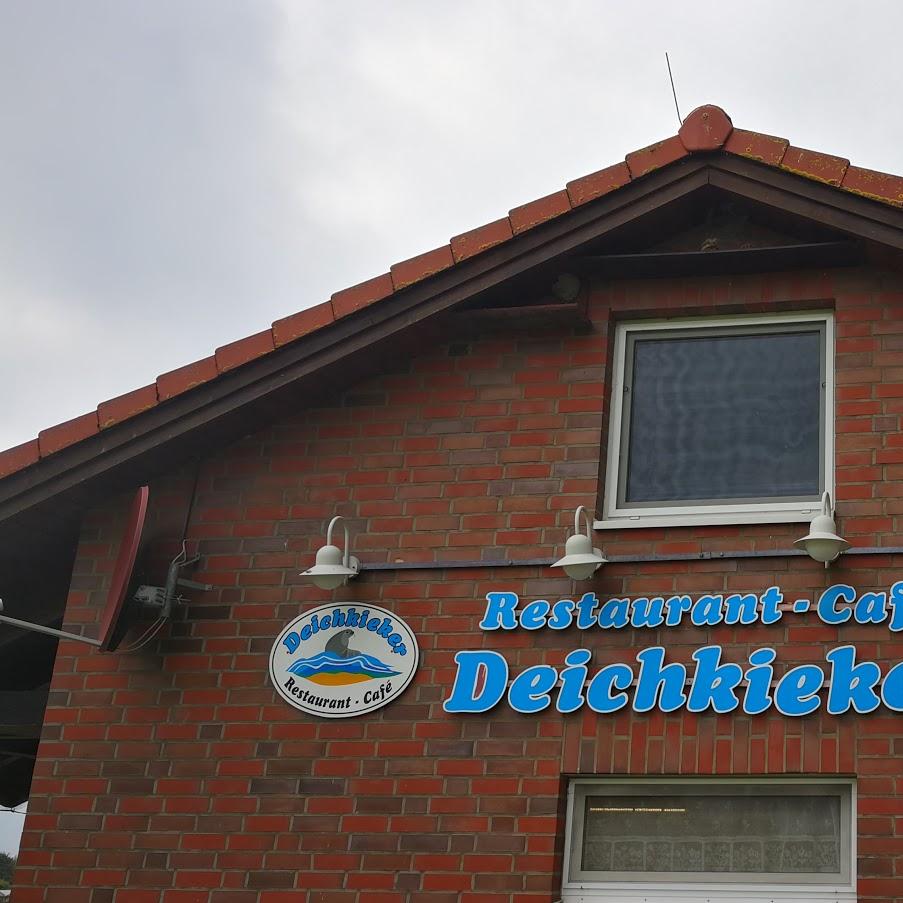 Deichkieker
Restaurant - Café
Restaurant - Caf
Deichkieke